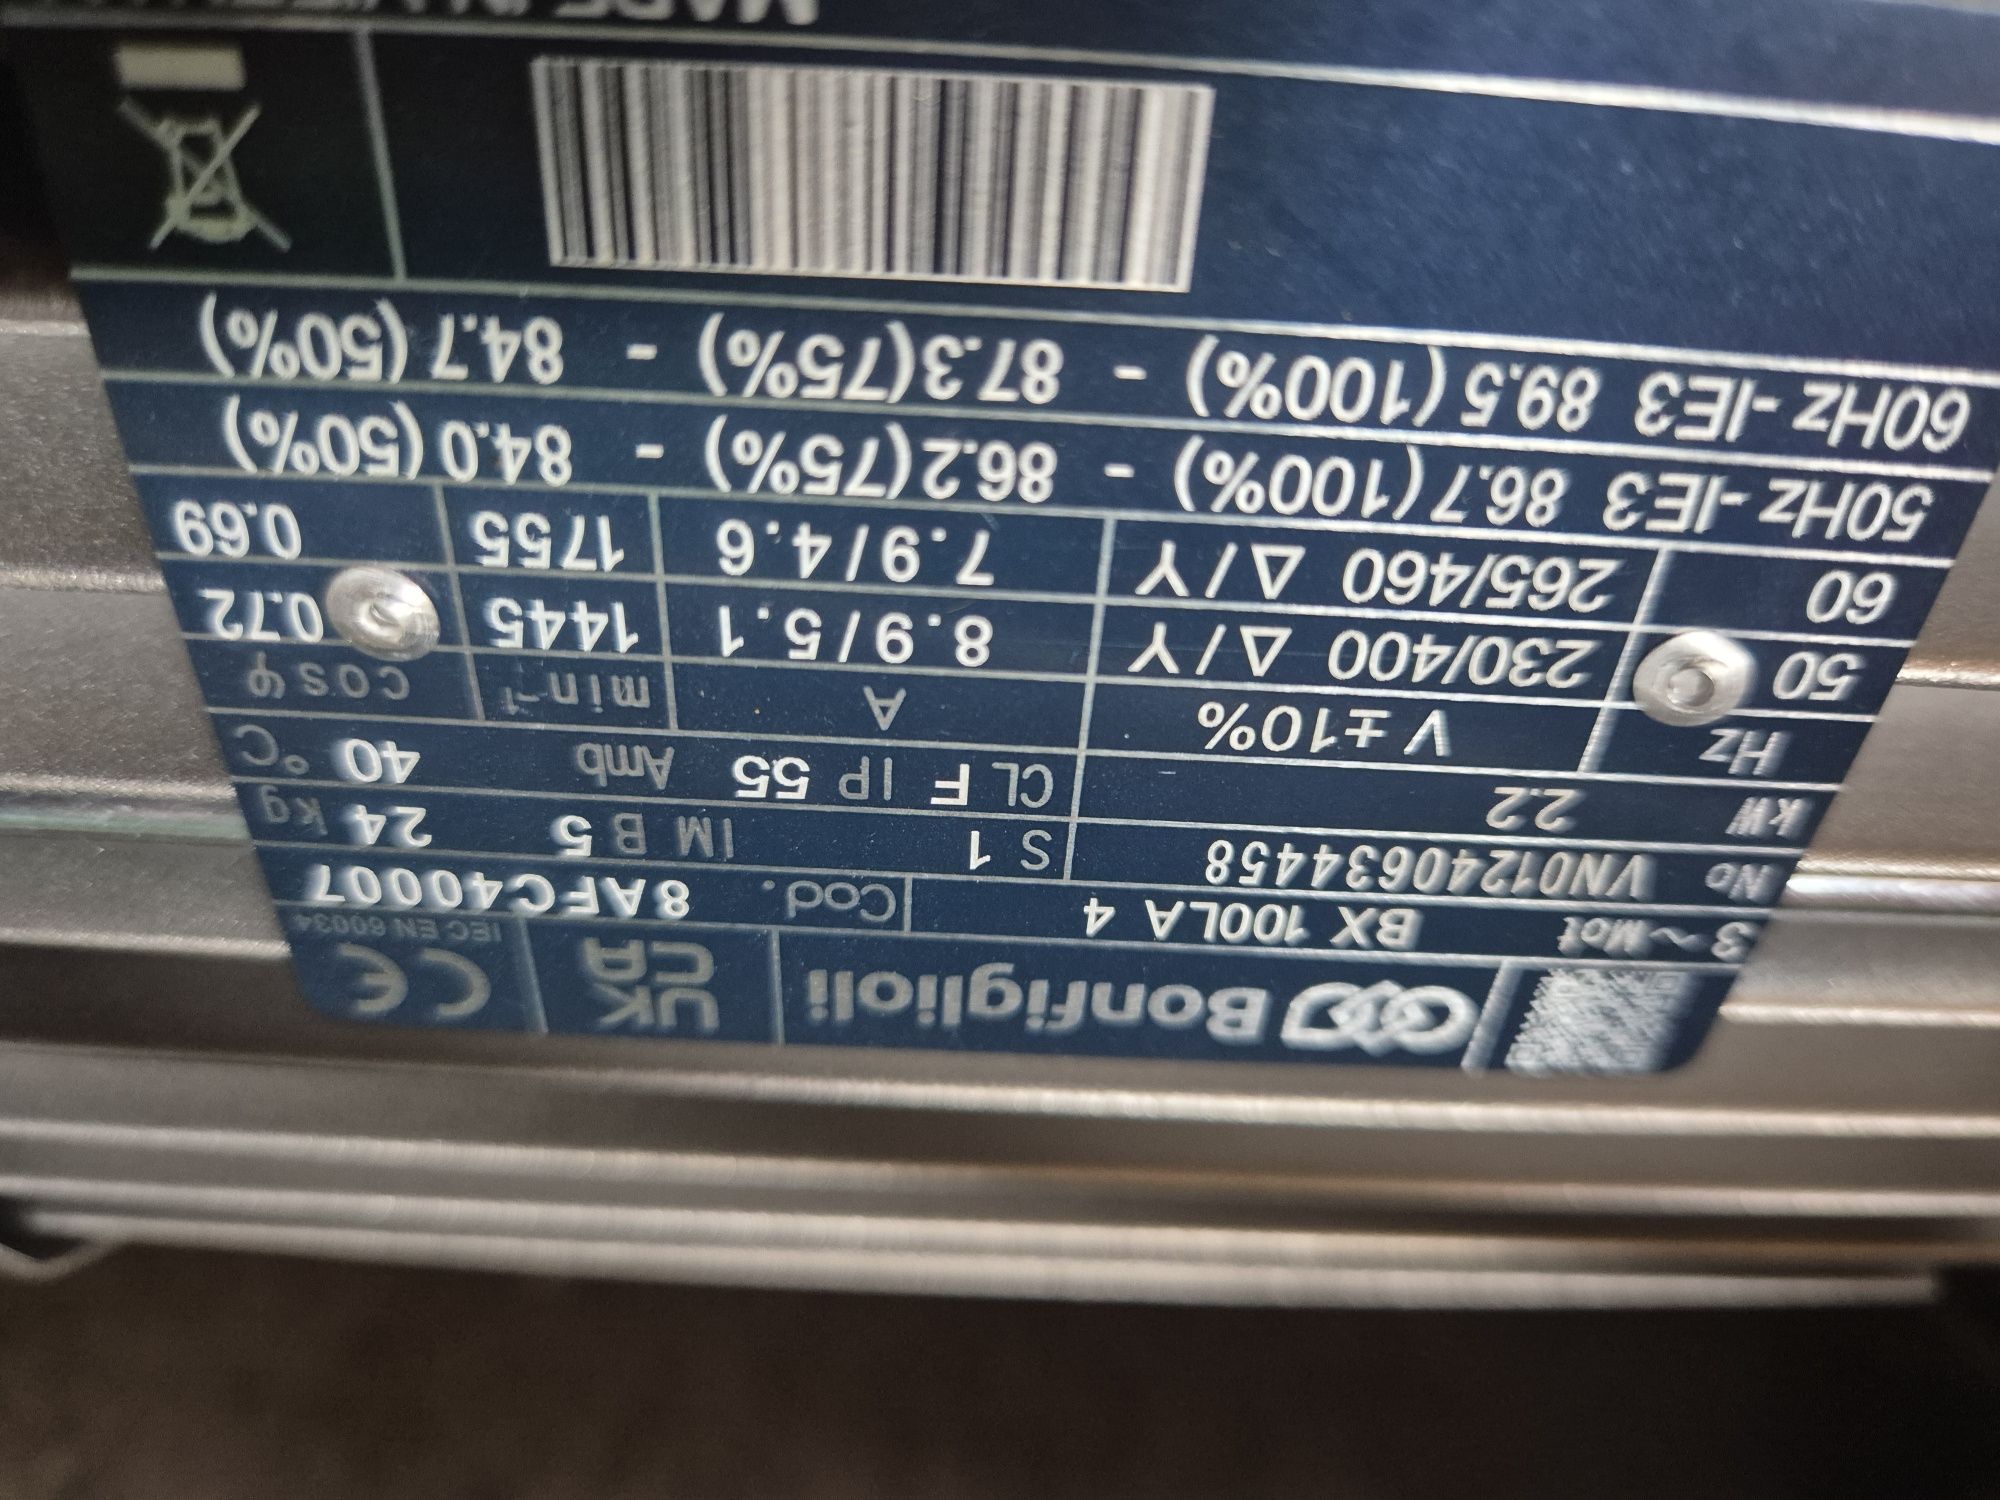 Bonfiglioli UK CA CE
IEC EN 60034
3~Mot BX 100LA 4 Cod. 8AFC40007
No VN01240634458 S 1 IM B 5 24 kg
kW 2.2 CL F IP 55 Amb 40 °C
Hz V ±10% A min⁻¹ cos φ
50 230/400 Δ/Y 8.9/5.1 1445 0.72
60 265/460 Δ/Y 7.9/4.6 1755 0.69
50Hz -IE3 86.7 (100%) - 86.2 (75%) - 84.0 (50%)
60Hz -IE3 89.5 (100%) - 87.3 (75%) - 84.7 (50%)
MADE IN